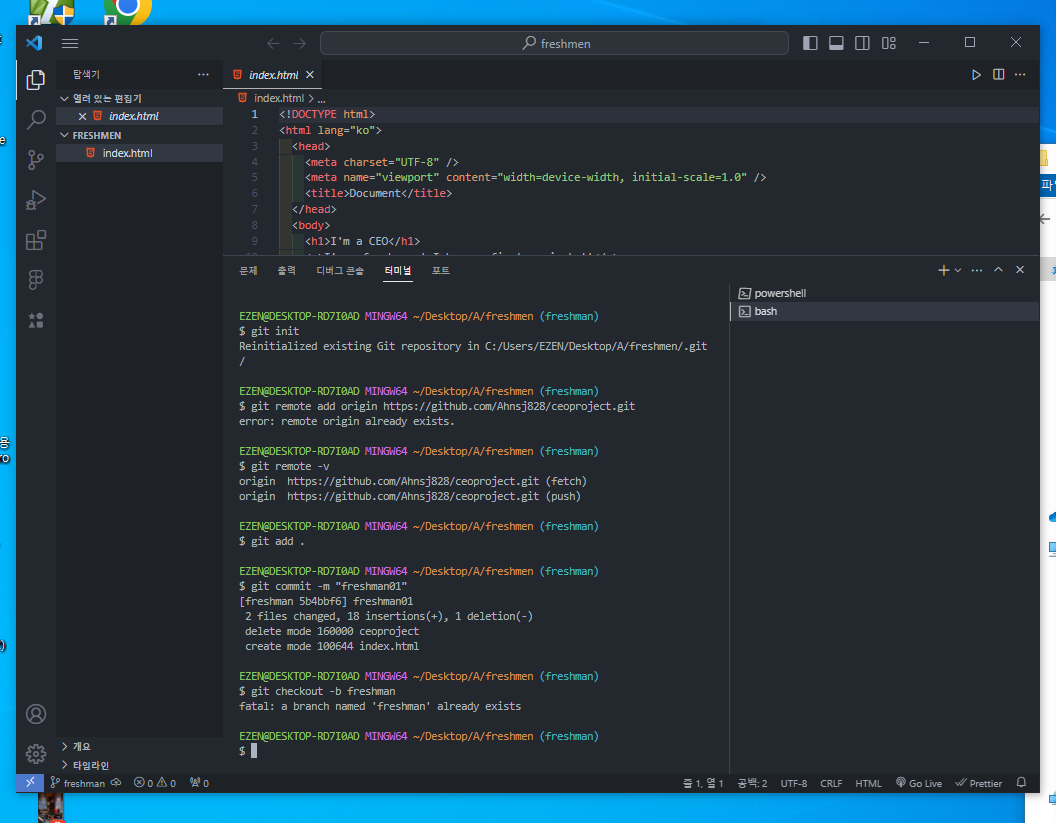 freshmen
탐색기
index.html
열려 있는 편집기
index.html
FRESHMEN
index.html
index.html > ...
1 <!DOCTYPE html>
2 <html lang="ko">
3 <head>
4 <meta charset="UTF-8" />
5 <meta name="viewport" content="width=device-width, initial-scale=1.0" />
6 <title>Document</title>
7 </head>
8 <body>
9 <h1>I'm a CEO</h1>
문제 출력 디버그 콘솔 터미널 포트
powershell
bash
EZEN@DESKTOP-RD7I0AD MINGW64 ~/Desktop/A/freshmen (freshman)
$ git init
Reinitialized existing Git repository in C:/Users/EZEN/Desktop/A/freshmen/.git
/
EZEN@DESKTOP-RD7I0AD MINGW64 ~/Desktop/A/freshmen (freshman)
$ git remote add origin https://github.com/Ahnsj828/ceoproject.git
error: remote origin already exists.
EZEN@DESKTOP-RD7I0AD MINGW64 ~/Desktop/A/freshmen (freshman)
$ git remote -v
origin https://github.com/Ahnsj828/ceoproject.git (fetch)
origin https://github.com/Ahnsj828/ceoproject.git (push)
EZEN@DESKTOP-RD7I0AD MINGW64 ~/Desktop/A/freshmen (freshman)
$ git add .
EZEN@DESKTOP-RD7I0AD MINGW64 ~/Desktop/A/freshmen (freshman)
$ git commit -m "freshman01"
[freshman 5b4bbf6] freshman01
2 files changed, 18 insertions(+), 1 deletion(-)
delete mode 160000 ceoproject
create mode 100644 index.html
EZEN@DESKTOP-RD7I0AD MINGW64 ~/Desktop/A/freshmen (freshman)
$ git checkout -b freshman
fatal: a branch named 'freshman' already exists
EZEN@DESKTOP-RD7I0AD MINGW64 ~/Desktop/A/freshmen (freshman)
$
개요
타임라인
freshman 0 0 0 줄 1, 열 1 공백: 2 UTF-8 CRLF HTML Go Live Prettier